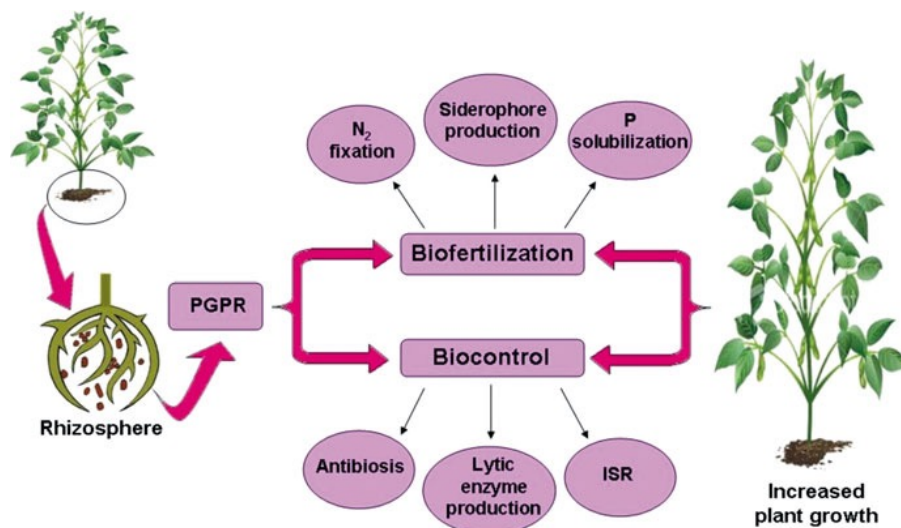 N₂
fixation
Siderophore
production
P
solubilization
Biofertilization
PGPR
Biocontrol
Rhizosphere
Antibiosis
Lytic
enzyme
production
ISR
Increased
plant growth